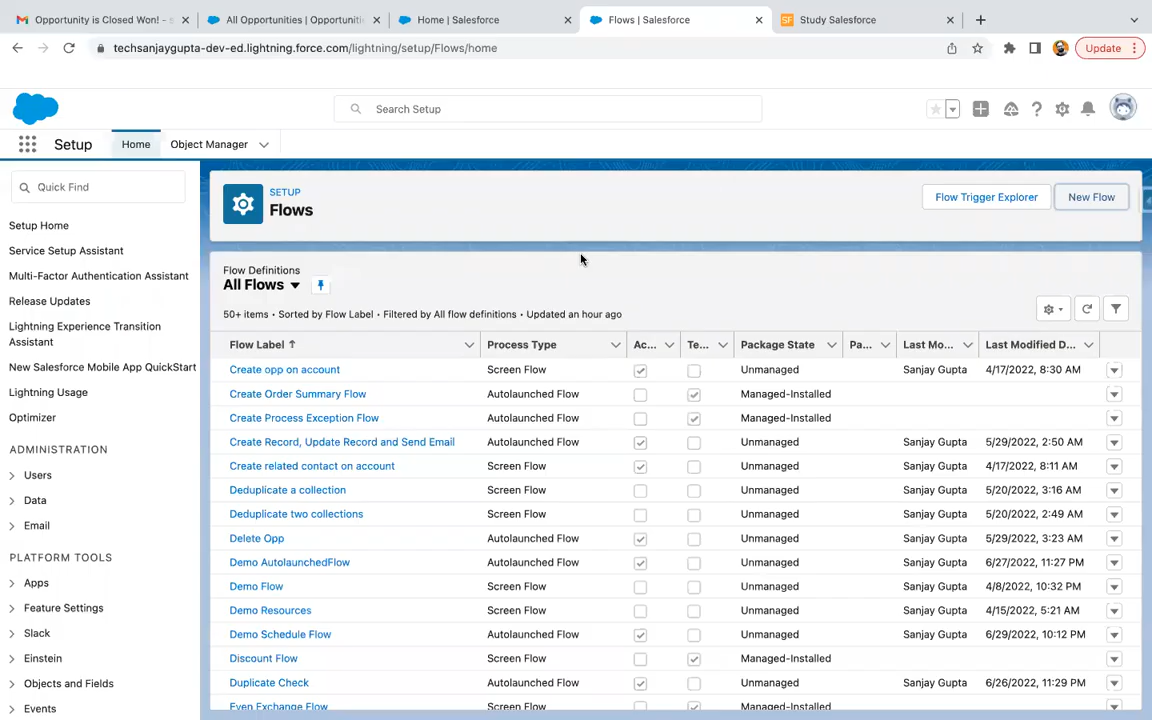 Opportunity is Closed Won! - s
All Opportunities | Opportuniti
Home | Salesforce
Flows | Salesforce
SF Study Salesforce
techsanjaygupta-dev-ed.lightning.force.com/lightning/setup/Flows/home
Update
Search Setup
Setup Home Object Manager
Quick Find
Setup Home
Service Setup Assistant
Multi-Factor Authentication Assistant
Release Updates
Lightning Experience Transition
Assistant
New Salesforce Mobile App QuickStart
Lightning Usage
Optimizer
ADMINISTRATION
Users
Data
Email
PLATFORM TOOLS
Apps
Feature Settings
Slack
Einstein
Objects and Fields
Events
SETUP
Flows
Flow Trigger Explorer
New Flow
Flow Definitions
All Flows
50+ items • Sorted by Flow Label • Filtered by All flow definitions • Updated an hour ago
Flow Label ↑ Process Type Ac... Te... Package State Pa... Last Mo... Last Modified D...
Create opp on account Screen Flow Unmanaged Sanjay Gupta 4/17/2022, 8:30 AM
Create Order Summary Flow Autolaunched Flow Managed-Installed
Create Process Exception Flow Autolaunched Flow Managed-Installed
Create Record, Update Record and Send Email Autolaunched Flow Unmanaged Sanjay Gupta 5/29/2022, 2:50 AM
Create related contact on account Screen Flow Unmanaged Sanjay Gupta 4/17/2022, 8:11 AM
Deduplicate a collection Screen Flow Unmanaged Sanjay Gupta 5/20/2022, 3:16 AM
Deduplicate two collections Screen Flow Unmanaged Sanjay Gupta 5/20/2022, 2:49 AM
Delete Opp Autolaunched Flow Unmanaged Sanjay Gupta 5/29/2022, 3:23 AM
Demo AutolaunchedFlow Autolaunched Flow Unmanaged Sanjay Gupta 6/27/2022, 11:27 PM
Demo Flow Screen Flow Unmanaged Sanjay Gupta 4/8/2022, 10:32 PM
Demo Resources Screen Flow Unmanaged Sanjay Gupta 4/15/2022, 5:21 AM
Demo Schedule Flow Autolaunched Flow Unmanaged Sanjay Gupta 6/29/2022, 10:12 PM
Discount Flow Screen Flow Managed-Installed
Duplicate Check Autolaunched Flow Unmanaged Sanjay Gupta 6/26/2022, 11:29 PM
Even Exchange Flow Screen Flow Managed-Installed